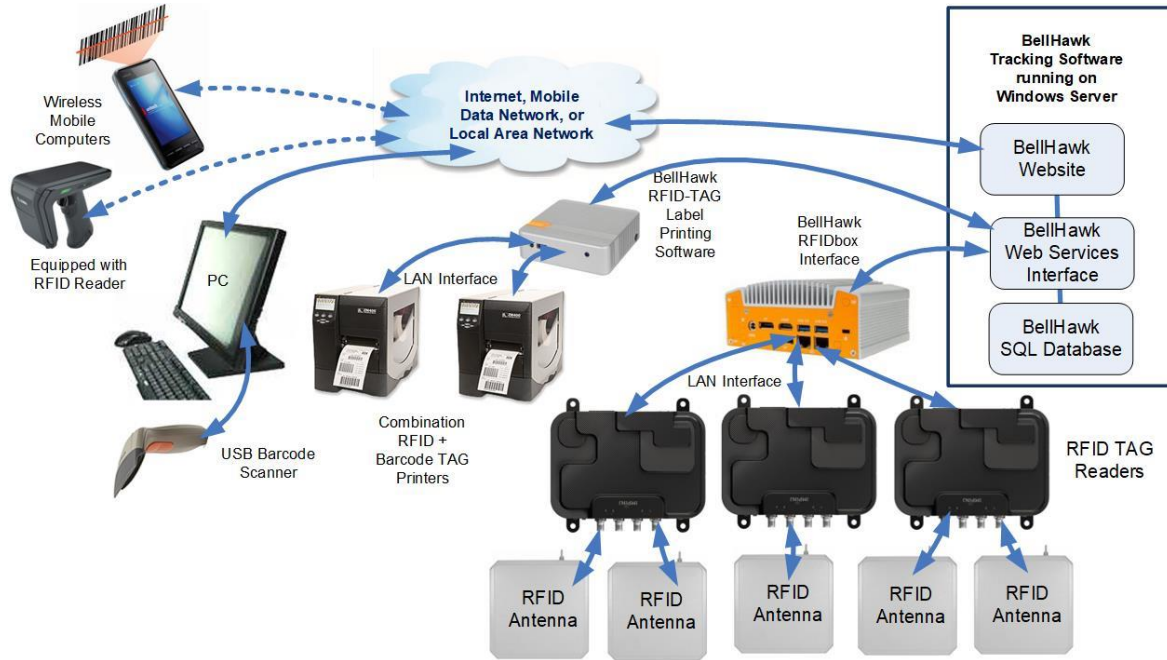 BellHawk
Tracking Software
running on
Windows Server
Internet, Mobile
Data Network, or
Local Area Network
Wireless
Mobile
Computers
BellHawk
Website
BellHawk
RFID-TAG
Label
Printing
Software
BellHawk
RFIDbox
Interface
BellHawk
Web Services
Interface
Equipped with
RFID Reader
PC
LAN Interface
BellHawk
SQL Database
LAN Interface
Combination
RFID +
Barcode TAG
Printers
USB Barcode
Scanner
RFID TAG
Readers
RFID
Antenna
RFID
Antenna
RFID
Antenna
RFID
Antenna
RFID
Antenna